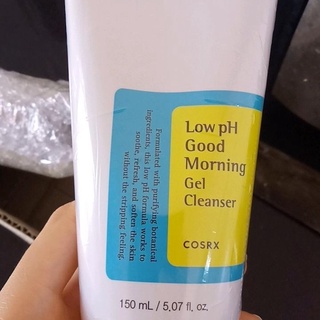 Low pH
Good
Morning
Gel
Cleanser
COSRX
Formulated with purifying botanical
ingredients, this low pH formula works to
soothe, refresh, and soften the skin
without the stripping feeling.
150 mL / 5.07 fl. oz.